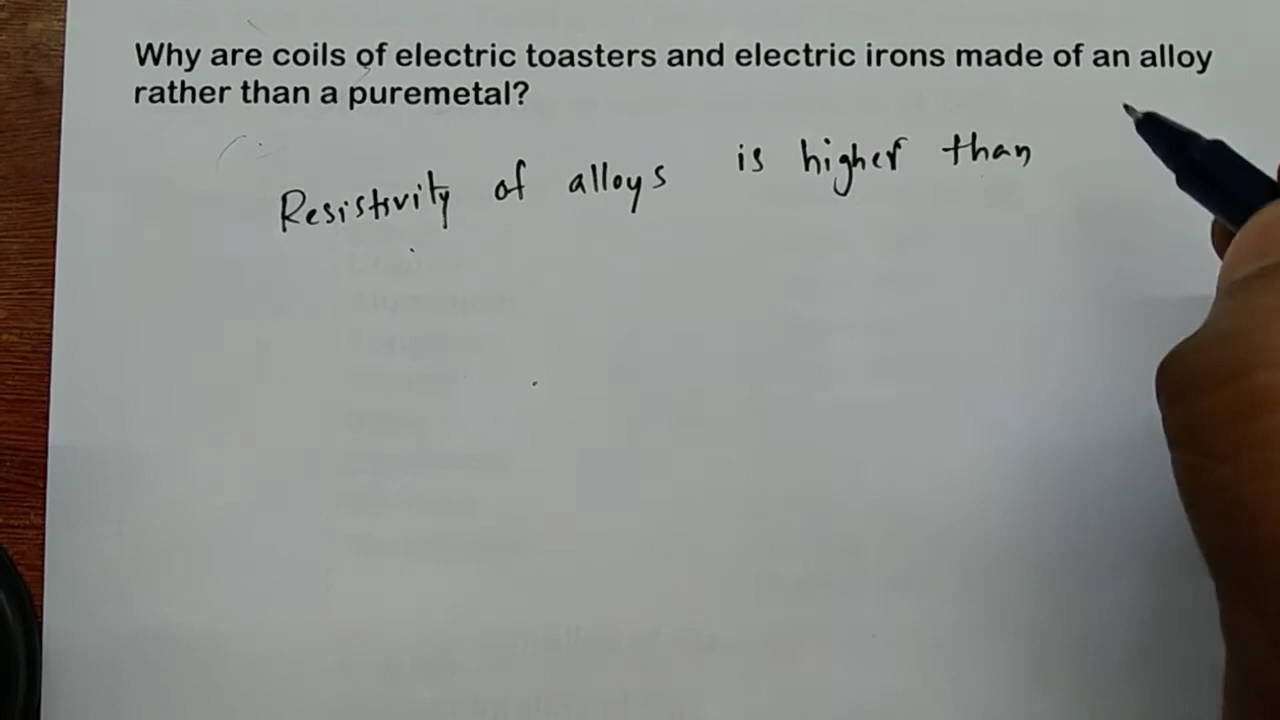 Why are coils of electric toasters and electric irons made of an alloy
rather than a puremetal?
Resistivity of alloys is higher than